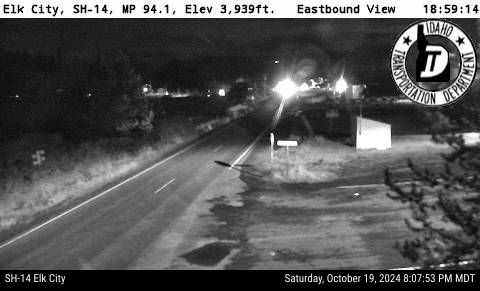 Elk City, SH-14, MP 94.1, Elev 3,939ft. Eastbound View 18:59:14
IDAHO
TRANSPORTATION DEPARTMENT
SH-14 Elk City Saturday, October 19, 2024 8:07:53 PM MDT